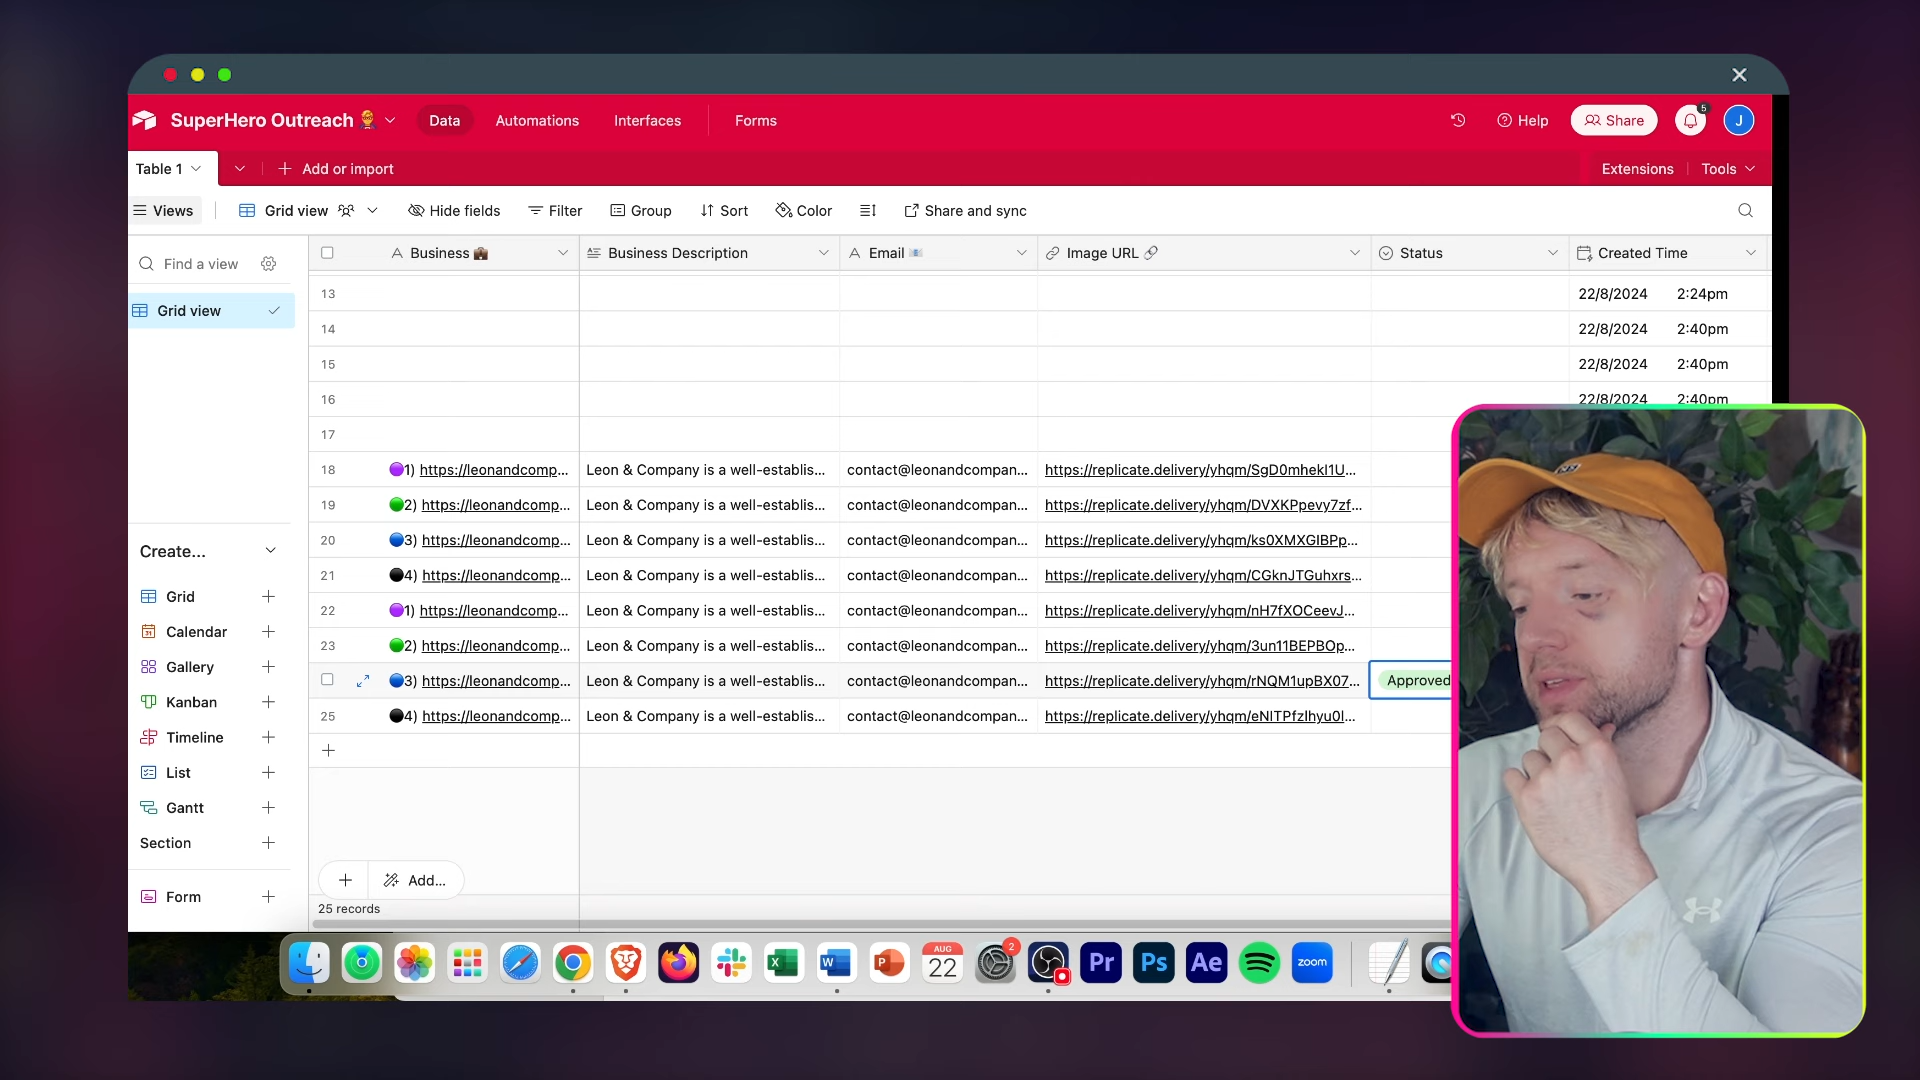 SuperHero Outreach
Data
Automations
Interfaces
Forms
Help
Share
5
J
Table 1
Add or import
Extensions
Tools
Views
Grid view
Hide fields
Filter
Group
Sort
Color
Share and sync
Find a view
Grid view
Business
Business Description
Email
Image URL
Status
Created Time
13 22/8/2024 2:24pm
14 22/8/2024 2:40pm
15 22/8/2024 2:40pm
16 22/8/2024 2:40pm
17
18 1) https://leonandcomp... Leon & Company is a well-establis... contact@leonandcompan... https://replicate.delivery/yhqm/SgD0mhekI1U...
19 2) https://leonandcomp... Leon & Company is a well-establis... contact@leonandcompan... https://replicate.delivery/yhqm/DVXKPpevy7zf...
20 3) https://leonandcomp... Leon & Company is a well-establis... contact@leonandcompan... https://replicate.delivery/yhqm/ks0XMXGIBPp...
21 4) https://leonandcomp... Leon & Company is a well-establis... contact@leonandcompan... https://replicate.delivery/yhqm/CGknJTGuhxrs...
22 1) https://leonandcomp... Leon & Company is a well-establis... contact@leonandcompan... https://replicate.delivery/yhqm/nH7fXOCeevJ...
23 2) https://leonandcomp... Leon & Company is a well-establis... contact@leonandcompan... https://replicate.delivery/yhqm/3un11BEPBOp...
3) https://leonandcomp... Leon & Company is a well-establis... contact@leonandcompan... https://replicate.delivery/yhqm/rNQM1upBX07... Approved
25 4) https://leonandcomp... Leon & Company is a well-establis... contact@leonandcompan... https://replicate.delivery/yhqm/eNITPfzIhyu0l...
Create...
Grid
Calendar
Gallery
Kanban
Timeline
List
Gantt
Section
Form
Add...
25 records
AUG
22
2
Pr
Ps
Ae
zoom